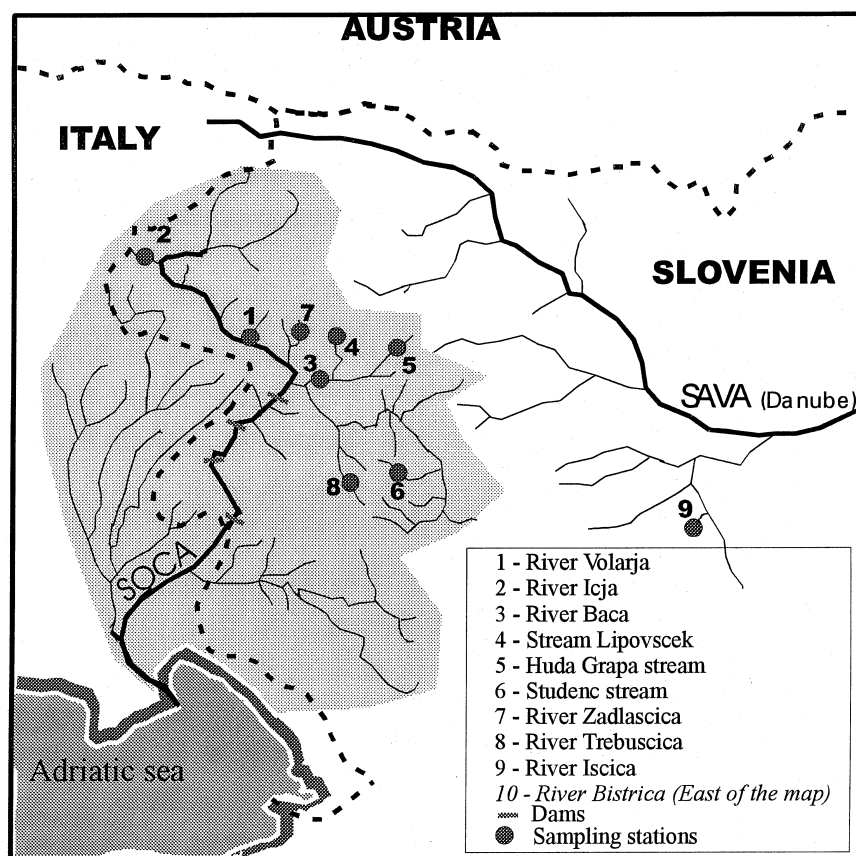 AUSTRIA
ITALY
2
SLOVENIA
1
7
4
3
5
SAVA (Danube)
8
6
9
SOCA
1 - River Volarja
2 - River Icja
3 - River Baca
4 - Stream Lipovscek
5 - Huda Grapa stream
6 - Studenc stream
7 - River Zadlascica
8 - River Trebuscica
9 - River Iscica
10 - River Bistrica (East of the map)
Dams
Sampling stations
Adriatic sea